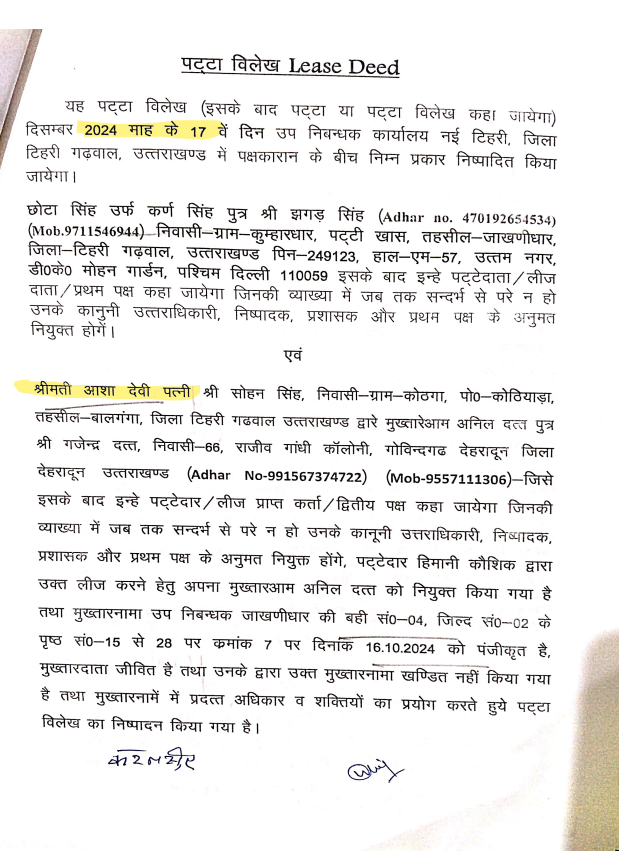 पट्टा विलेख Lease Deed
यह पट्टा विलेख (इसके बाद पट्टा या पट्टा विलेख कहा जायेगा)
दिसम्बर 2024 माह के 17 वें दिन उप निबन्धक कार्यालय नई टिहरी, जिला
टिहरी गढ़वाल, उत्तराखण्ड में पक्षकारान के बीच निम्न प्रकार निष्पादित किया
जायेगा।
छोटा सिंह उर्फ कर्ण सिंह पुत्र श्री झगड़ सिंह (Adhar no. 470192654534)
(Mob.9711546944) निवासी–ग्राम–कुम्हारधार, पट्टी खास, तहसील–जाखणीधार,
जिला–टिहरी गढ़वाल, उत्तराखण्ड पिन–249123, हाल–एम–57, उत्तम नगर,
डी0के0 मोहन गार्डन, पश्चिम दिल्ली 110059 इसके बाद इन्हे पट्टेदाता/लीज
दाता/प्रथम पक्ष कहा जायेगा जिनकी व्याख्या में जब तक सन्दर्भ से परे न हो
उनके कानुनी उत्तराधिकारी, निष्पादक, प्रशासक और प्रथम पक्ष के अनुमत
नियुक्त होगें।
एवं
श्रीमती आशा देवी पत्नी श्री सोहन सिंह, निवासी–ग्राम–कोठगा, पो0–कोठियाड़ा,
तहसील–बालगंगा, जिला टिहरी गढवाल उत्तराखण्ड द्वारे मुख्तारेआम अनिल दत्त पुत्र
श्री गजेन्द्र दत्त, निवासी–66, राजीव गांधी कॉलोनी, गोविन्दगढ देहरादून जिला
देहरादून उत्तराखण्ड (Adhar No-991567374722) (Mob-9557111306)–जिसे
इसके बाद इन्हे पट्टेदार/लीज प्राप्त कर्ता/द्वितीय पक्ष कहा जायेगा जिनकी
व्याख्या में जब तक सन्दर्भ से परे न हो उनके कानूनी उत्तराधिकारी, निष्पादक,
प्रशासक और प्रथम पक्ष के अनुमत नियुक्त होंगे, पट्टेदार हिमानी कौशिक द्वारा
उक्त लीज करने हेतु अपना मुख्तारआम अनिल दत्त को नियुक्त किया गया है
तथा मुख्तारनामा उप निबन्धक जाखणीधार की बही सं0–04, जिल्द सं0–02 के
पृष्ठ सं0–15 से 28 पर क्रमांक 7 पर दिनांक 16.10.2024 को पंजीकृत है,
मुख्तारदाता जीवित है तथा उनके द्वारा उक्त मुख्तारनामा खण्डित नहीं किया गया
है तथा मुख्तारनामें में प्रदत्त अधिकार व शक्तियों का प्रयोग करते हुये पट्टा
विलेख का निष्पादन किया गया है।